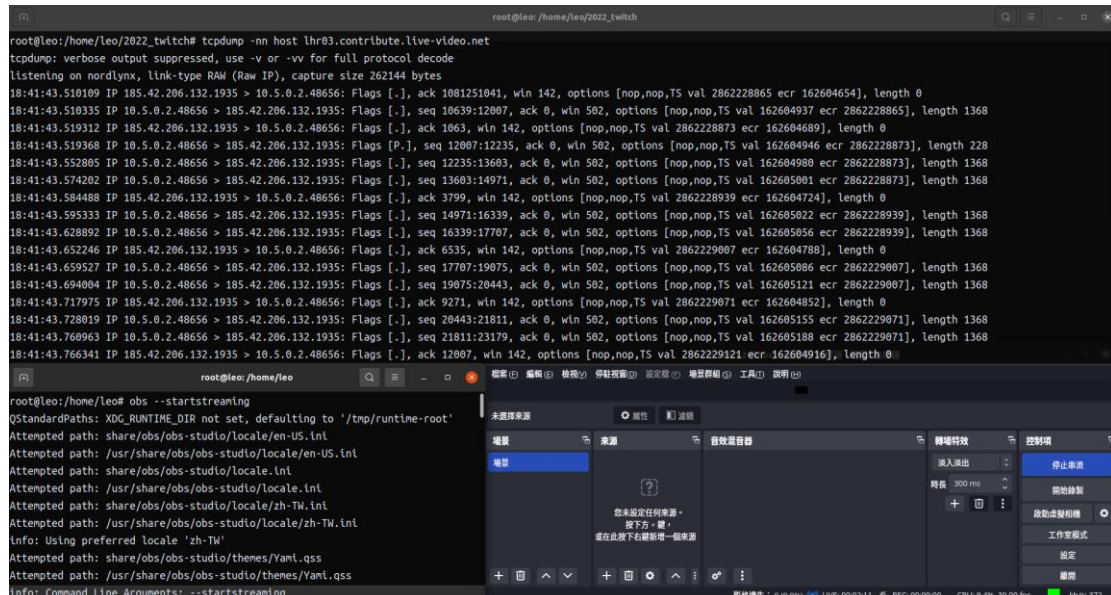 root@leo: /home/leo/2022_twitch
root@leo:/home/leo/2022_twitch# tcpdump -nn host lhr03.contribute.live-video.net
tcpdump: verbose output suppressed, use -v or -vv for full protocol decode
listening on nordlynx, link-type RAW (Raw IP), capture size 262144 bytes
18:41:43.510109 IP 185.42.206.132.1935 > 10.5.0.2.48656: Flags [.], ack 1081251041, win 142, options [nop,nop,TS val 2862228865 ecr 162604654], length 0
18:41:43.510335 IP 10.5.0.2.48656 > 185.42.206.132.1935: Flags [.], seq 10639:12007, ack 0, win 502, options [nop,nop,TS val 162604937 ecr 2862228865], length 1368
18:41:43.519312 IP 185.42.206.132.1935 > 10.5.0.2.48656: Flags [.], ack 1063, win 142, options [nop,nop,TS val 2862228873 ecr 162604689], length 0
18:41:43.519368 IP 10.5.0.2.48656 > 185.42.206.132.1935: Flags [P.], seq 12007:12235, ack 0, win 502, options [nop,nop,TS val 162604946 ecr 2862228873], length 228
18:41:43.552805 IP 10.5.0.2.48656 > 185.42.206.132.1935: Flags [.], seq 12235:13603, ack 0, win 502, options [nop,nop,TS val 162604980 ecr 2862228873], length 1368
18:41:43.574202 IP 10.5.0.2.48656 > 185.42.206.132.1935: Flags [.], seq 13603:14971, ack 0, win 502, options [nop,nop,TS val 162605001 ecr 2862228873], length 1368
18:41:43.584488 IP 185.42.206.132.1935 > 10.5.0.2.48656: Flags [.], ack 3799, win 142, options [nop,nop,TS val 2862228939 ecr 162604724], length 0
18:41:43.595333 IP 10.5.0.2.48656 > 185.42.206.132.1935: Flags [.], seq 14971:16339, ack 0, win 502, options [nop,nop,TS val 162605022 ecr 2862228939], length 1368
18:41:43.628892 IP 10.5.0.2.48656 > 185.42.206.132.1935: Flags [.], seq 16339:17707, ack 0, win 502, options [nop,nop,TS val 162605056 ecr 2862228939], length 1368
18:41:43.652246 IP 185.42.206.132.1935 > 10.5.0.2.48656: Flags [.], ack 6535, win 142, options [nop,nop,TS val 2862229007 ecr 162604788], length 0
18:41:43.659527 IP 10.5.0.2.48656 > 185.42.206.132.1935: Flags [.], seq 17707:19075, ack 0, win 502, options [nop,nop,TS val 162605086 ecr 2862229007], length 1368
18:41:43.694004 IP 10.5.0.2.48656 > 185.42.206.132.1935: Flags [.], seq 19075:20443, ack 0, win 502, options [nop,nop,TS val 162605121 ecr 2862229007], length 1368
18:41:43.717975 IP 185.42.206.132.1935 > 10.5.0.2.48656: Flags [.], ack 9271, win 142, options [nop,nop,TS val 2862229071 ecr 162604852], length 0
18:41:43.728019 IP 10.5.0.2.48656 > 185.42.206.132.1935: Flags [.], seq 20443:21811, ack 0, win 502, options [nop,nop,TS val 162605155 ecr 2862229071], length 1368
18:41:43.760963 IP 10.5.0.2.48656 > 185.42.206.132.1935: Flags [.], seq 21811:23179, ack 0, win 502, options [nop,nop,TS val 162605188 ecr 2862229071], length 1368
18:41:43.766341 IP 185.42.206.132.1935 > 10.5.0.2.48656: Flags [.], ack 12007, win 142, options [nop,nop,TS val 2862229121 ecr 162604916], length 0
root@leo: /home/leo
root@leo:/home/leo# obs --startstreaming
QStandardPaths: XDG_RUNTIME_DIR not set, defaulting to '/tmp/runtime-root'
Attempted path: share/obs/obs-studio/locale/en-US.ini
Attempted path: /usr/share/obs/obs-studio/locale/en-US.ini
Attempted path: share/obs/obs-studio/locale.ini
Attempted path: /usr/share/obs/obs-studio/locale.ini
Attempted path: share/obs/obs-studio/locale/zh-TW.ini
Attempted path: /usr/share/obs/obs-studio/locale/zh-TW.ini
info: Using preferred locale 'zh-TW'
Attempted path: share/obs/obs-studio/themes/Yami.qss
Attempted path: /usr/share/obs/obs-studio/themes/Yami.qss
info: Command Line Arguments: --startstreaming
檔案(F) 編輯(E) 檢視(V) 停駐視窗(D) 設定檔(P) 場景群組(S) 工具(T) 說明(H)
未選擇來源 屬性 濾鏡
場景 來源 音效混音器 轉場特效 控制項
場景
您未設定任何來源。
按下方 + 鍵，
或在此按下右鍵新增一個來源
淡入淡出
時長 300 ms
停止串流
開始錄製
啟動虛擬相機
工作室模式
設定
離開